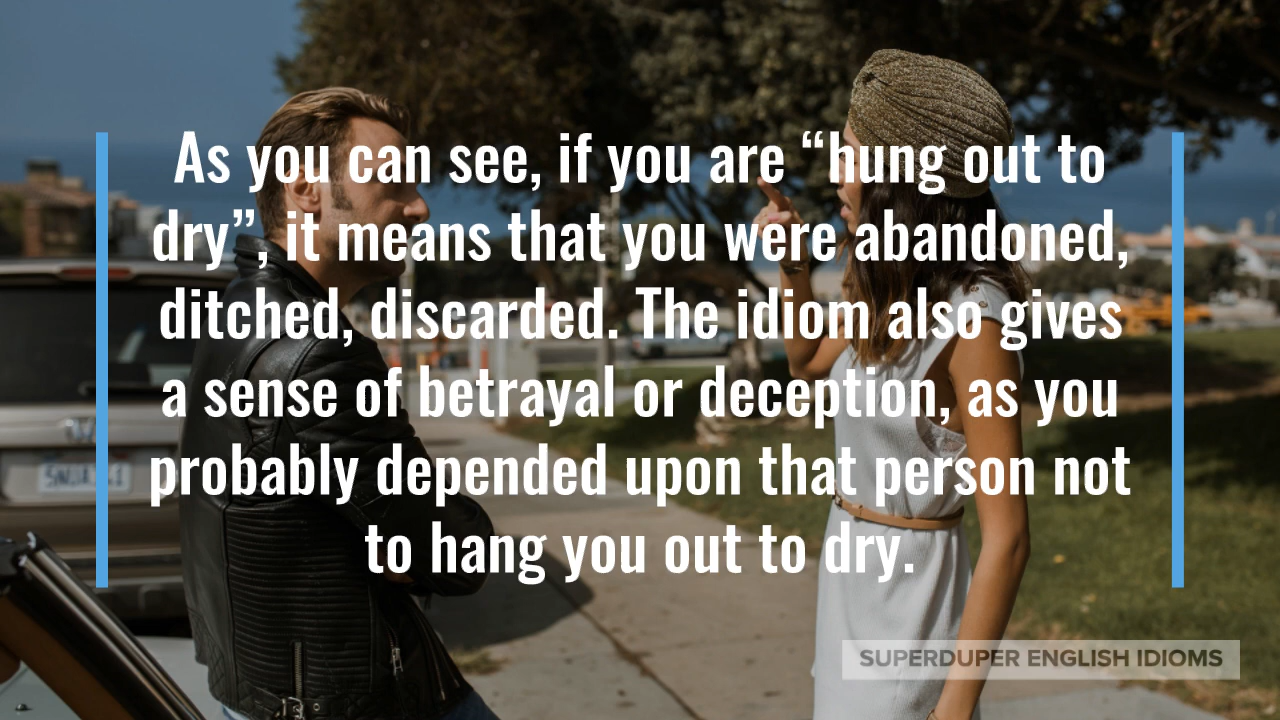 As you can see, if you are “hung out to
dry”, it means that you were abandoned,
ditched, discarded. The idiom also gives
a sense of betrayal or deception, as you
probably depended upon that person not
to hang you out to dry.
SUPERDUPER ENGLISH IDIOMS